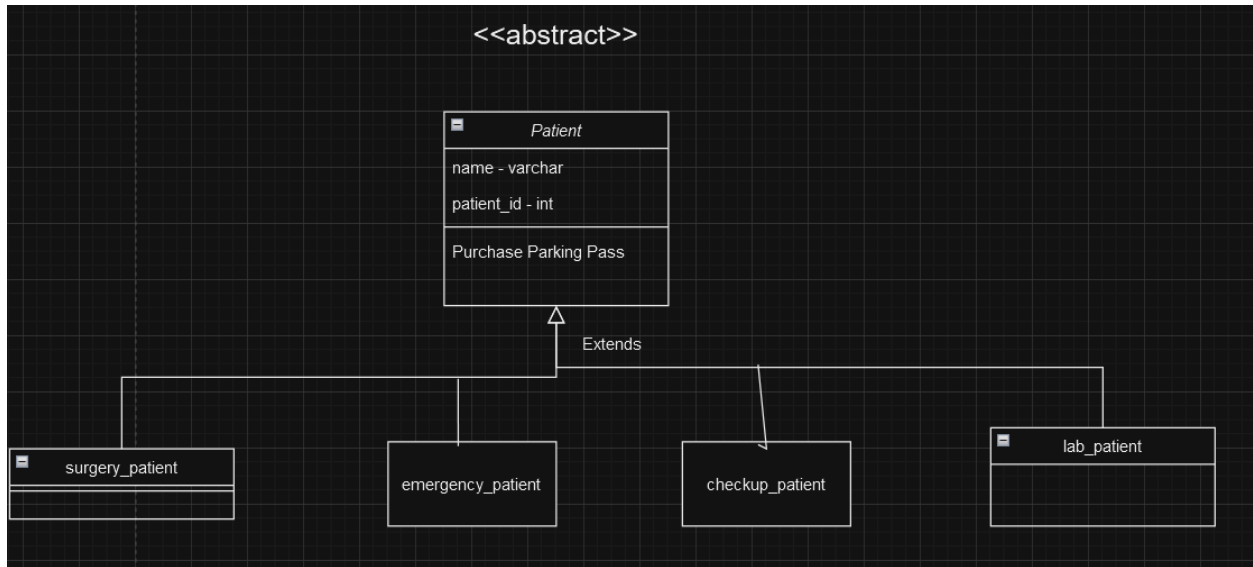 <<abstract>>
Patient
name - varchar
patient_id - int
Purchase Parking Pass
Extends
surgery_patient
emergency_patient
checkup_patient
lab_patient